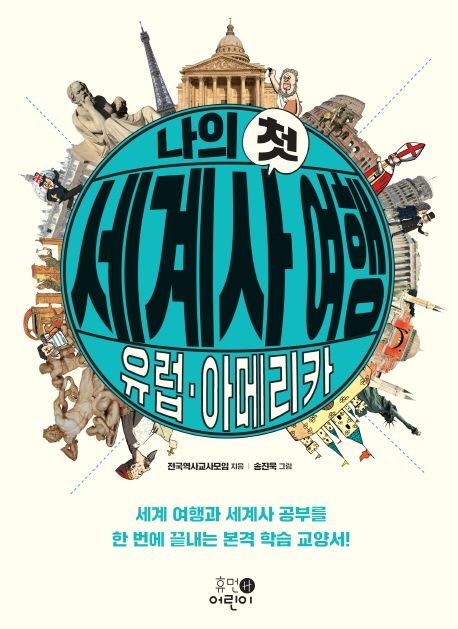 나의 첫
세계사 여행
유럽·아메리카
전국역사교사모임 지음 | 송진욱 그림
세계 여행과 세계사 공부를
한 번에 끝내는 본격 학습 교양서!
휴먼H
어린이